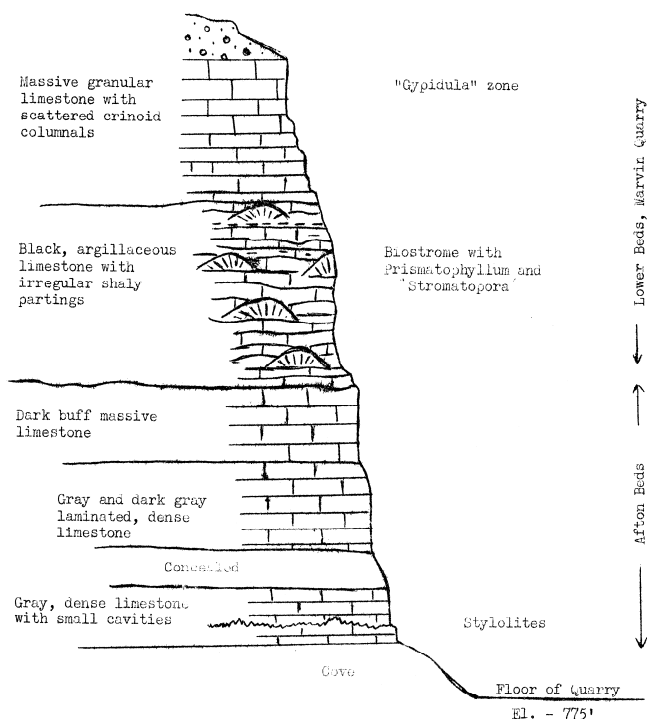 Massive granular
limestone with
scattered crinoid
columnals
"Gypidula" zone
Lower Beds, Marvin Quarry
Black, argillaceous
limestone with
irregular shaly
partings
Biostrome with
Prismatophyllum and
"Stromatopora"
Dark buff massive
limestone
Gray and dark gray
laminated, dense
limestone
Afton Beds
Concealed
Gray, dense limestone
with small cavities
Stylolites
Cove
Floor of Quarry
El. - 775'